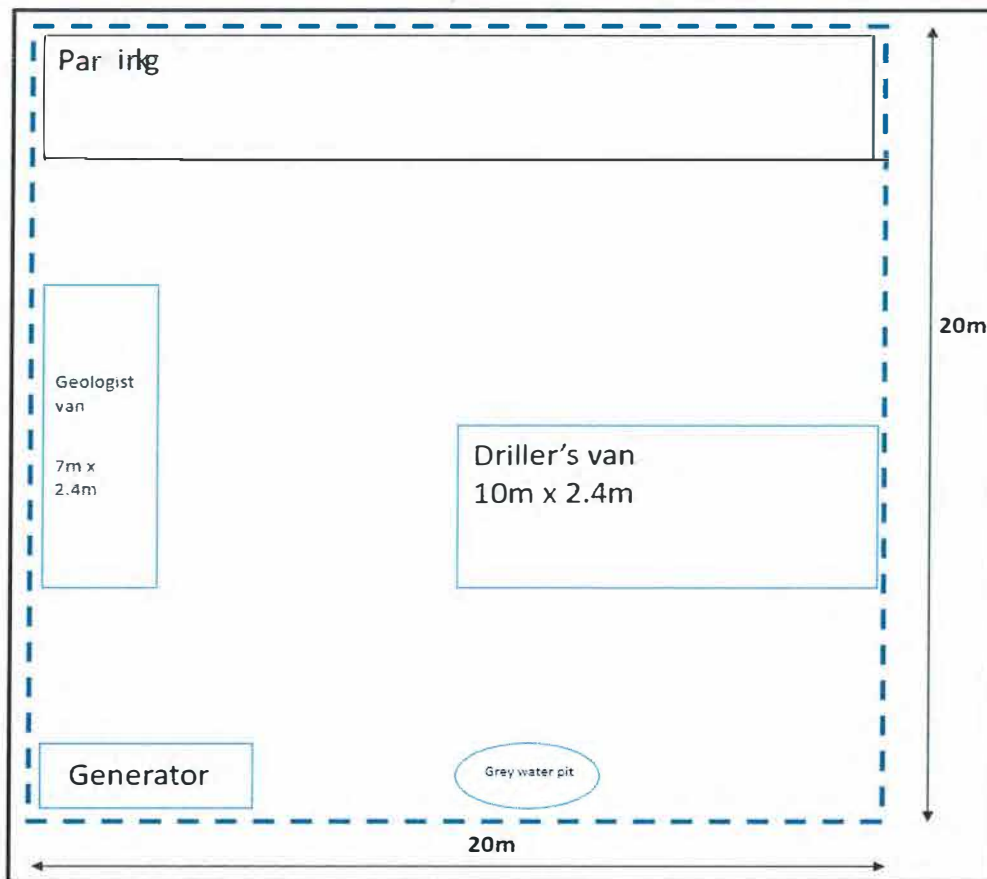 Par irkg
20m
Geologist
van
7m x
2.4m
Driller's van
10m x 2.4m
Generator
Grey water pit
20m